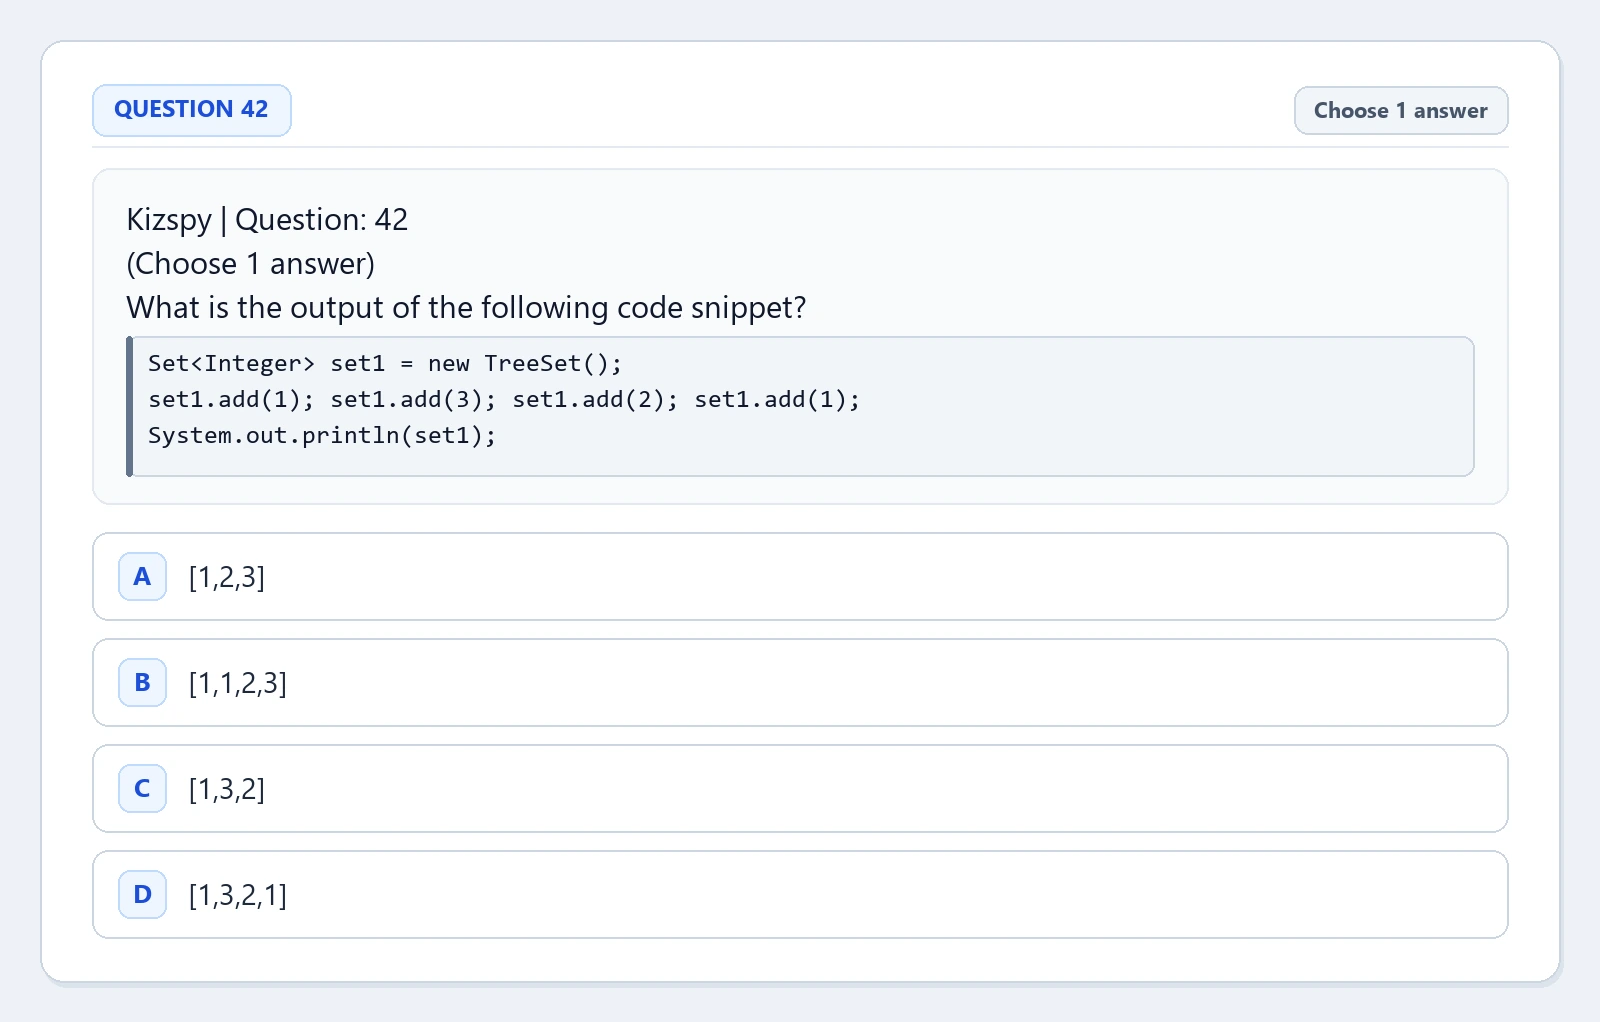 QUESTION 42
Choose 1 answer
Kizspy | Question: 42
(Choose 1 answer)
What is the output of the following code snippet?
Set<Integer> set1 = new TreeSet();
set1.add(1); set1.add(3); set1.add(2); set1.add(1);
System.out.println(set1);
A [1,2,3]
B [1,1,2,3]
C [1,3,2]
D [1,3,2,1]